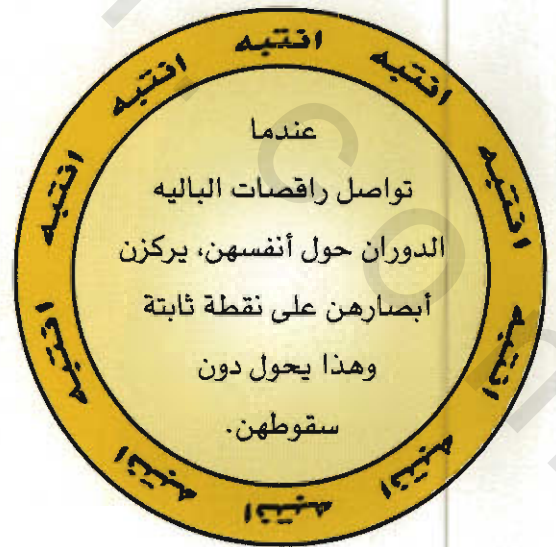 انتبه انتبه انتبه انتبه انتبه انتبه انتبه انتبه انتبه انتبه
عندما
تواصل راقصات الباليه
الدوران حول أنفسهن، يركزن
أبصارهن على نقطة ثابتة
وهذا يحول دون
سقوطهن.